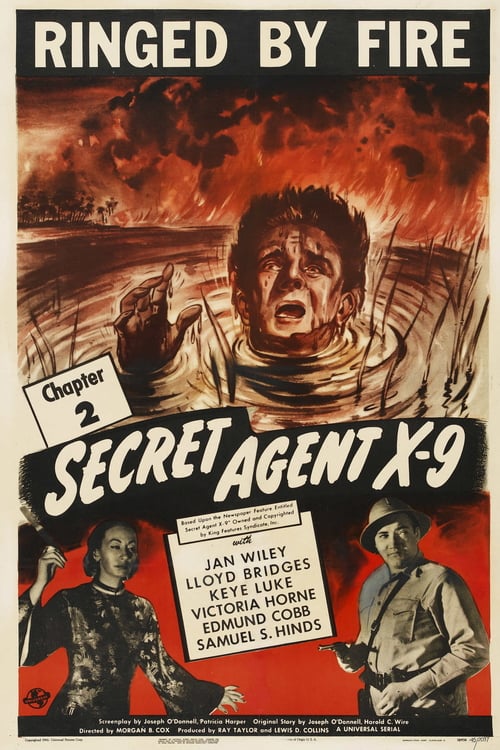 RINGED BY FIRE
Chapter
2
SECRET AGENT X-9
Based Upon the Newspaper Feature Entitled
Secret Agent X-9" Owned and Copyrighted
by King Features Syndicate, Inc.
with
JAN WILEY
LLOYD BRIDGES
KEYE LUKE
VICTORIA HORNE
EDMUND COBB
SAMUEL S. HINDS
Screenplay by Joseph O'Donnell, Patricia Harper Original Story by Joseph O'Donnell, Harold C. Wire
Directed by MORGAN B. COX Produced by RAY TAYLOR and LEWIS D. COLLINS A UNIVERSAL SERIAL